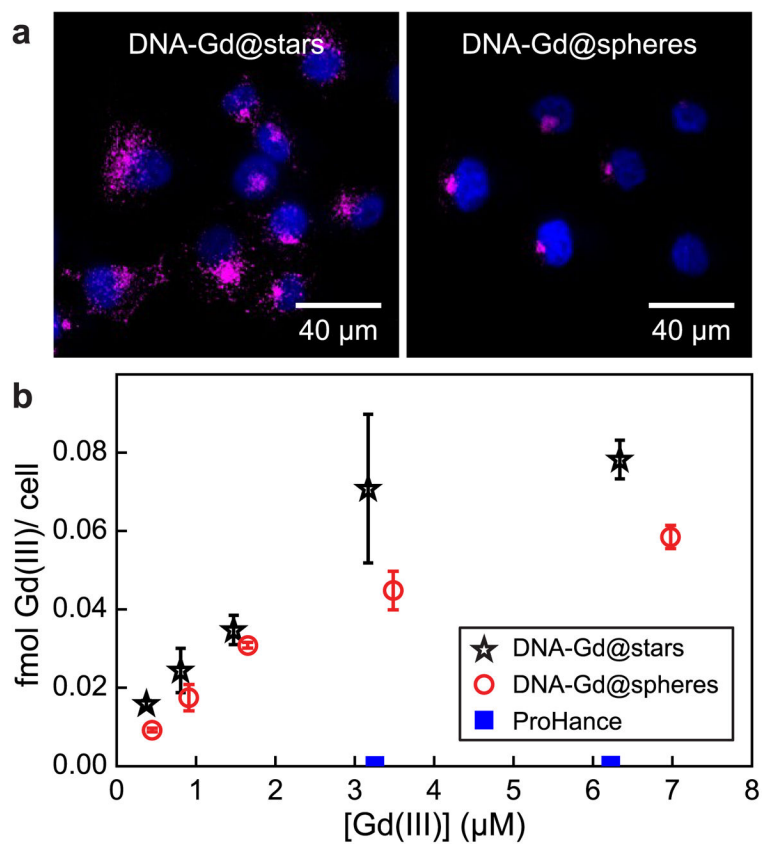 a
DNA-Gd@stars
DNA-Gd@spheres
40 µm
40 µm
b
fmol Gd(III)/ cell
0.08
0.06
0.04
0.02
0.00
DNA-Gd@stars
DNA-Gd@spheres
ProHance
0 1 2 3 4 5 6 7 8
[Gd(III)] (µM)